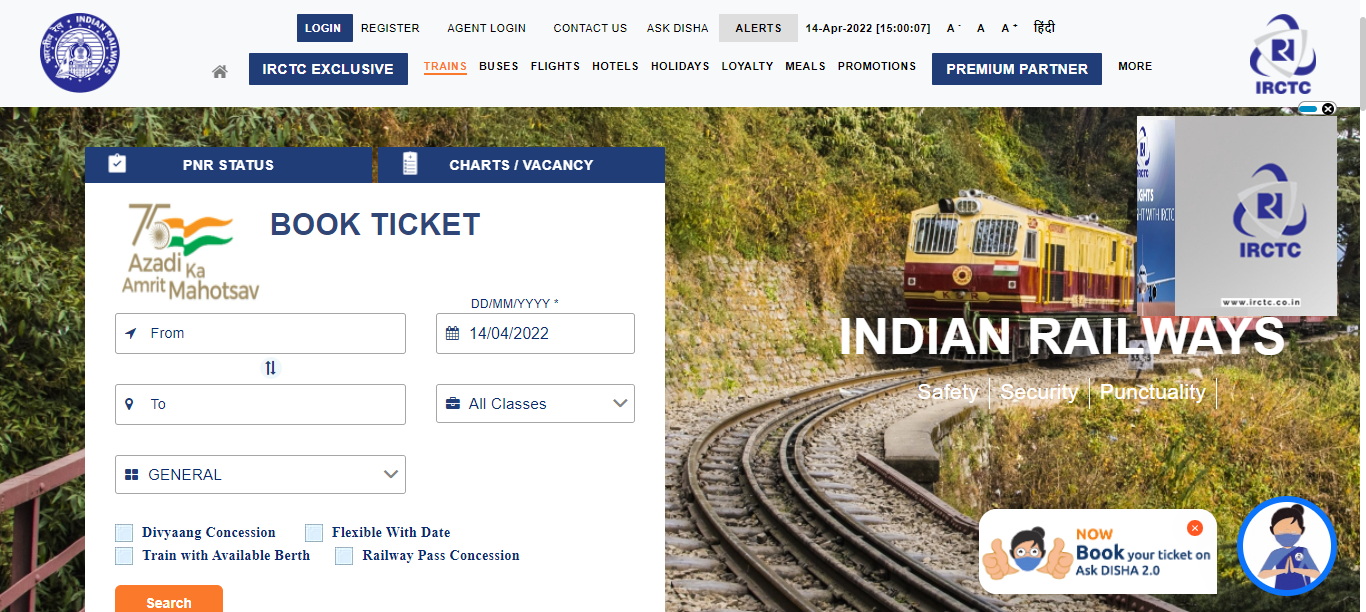 LOGIN REGISTER AGENT LOGIN CONTACT US ASK DISHA ALERTS 14-Apr-2022 [15:00:07] A- A A+ हिंदी
भारतीय रेल INDIAN RAILWAYS
IRCTC EXCLUSIVE TRAINS BUSES FLIGHTS HOTELS HOLIDAYS LOYALTY MEALS PROMOTIONS PREMIUM PARTNER MORE
IRCTC
PNR STATUS CHARTS / VACANCY
75
Azadi Ka
Amrit Mahotsav
BOOK TICKET
DD/MM/YYYY *
From 14/04/2022
To All Classes
GENERAL
Divyaang Concession Flexible With Date
Train with Available Berth Railway Pass Concession
Search
IRCTC
IRCTC
www.irctc.co.in
INDIAN RAILWAYS
Safety Security Punctuality
NOW
Book your ticket on
Ask DISHA 2.0